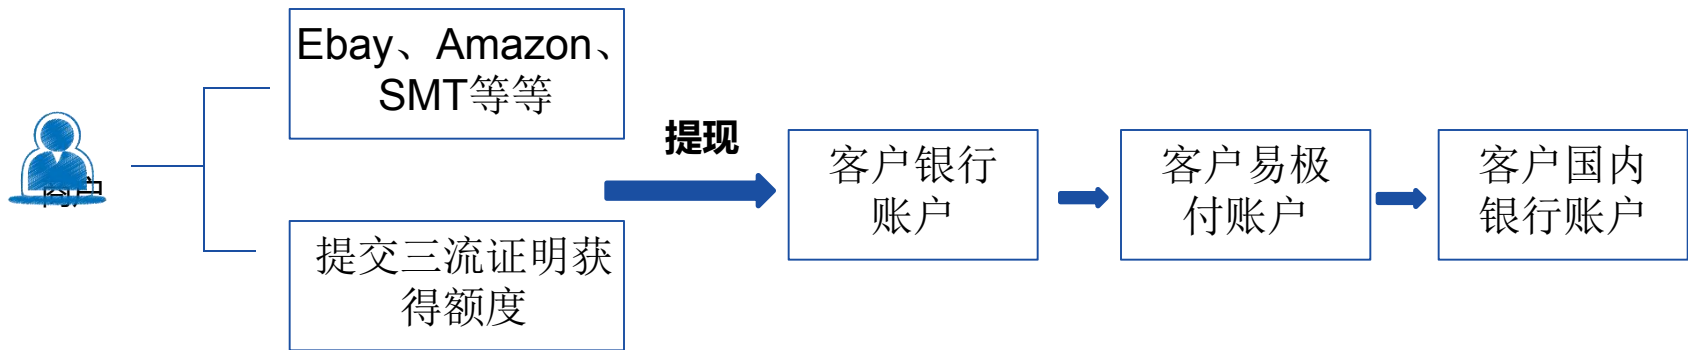 商户
Ebay、Amazon、
SMT等等
提交三流证明获
得额度
提现
客户银行
账户
客户易极
付账户
客户国内
银行账户